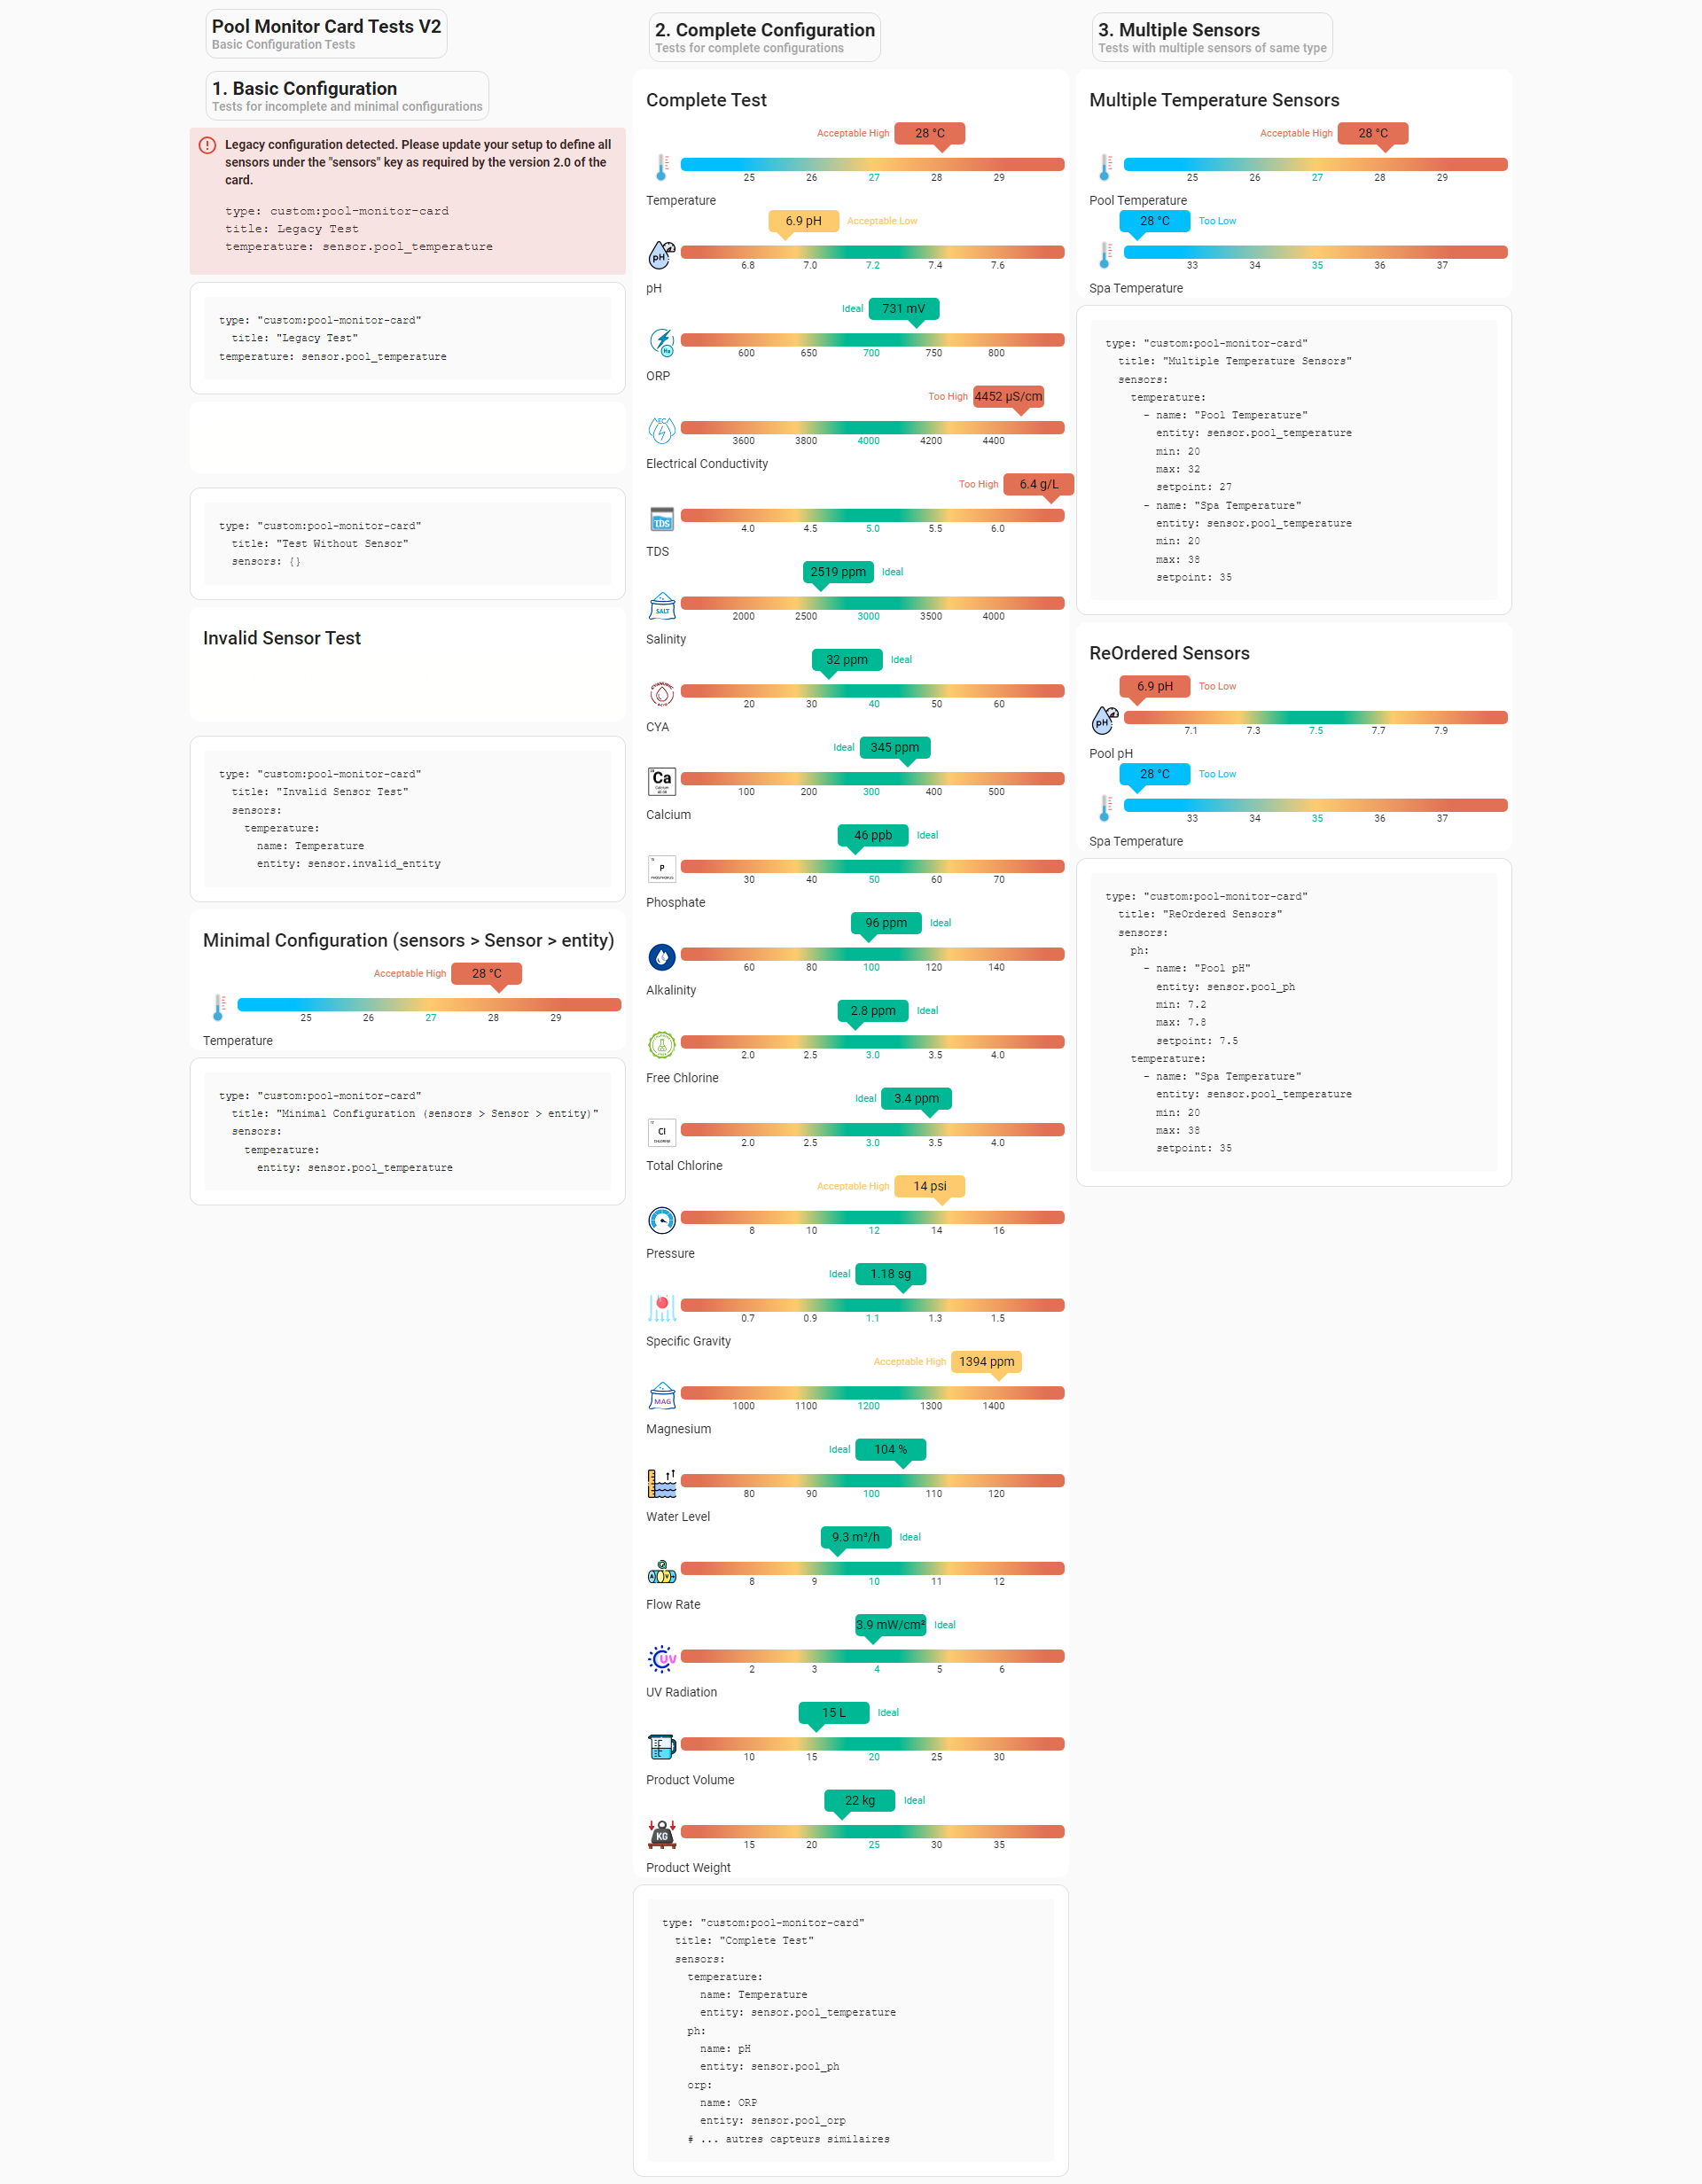 Pool Monitor Card Tests V2
Basic Configuration Tests
1. Basic Configuration
Tests for incomplete and minimal configurations
Legacy configuration detected. Please update your setup to define all
sensors under the "sensors" key as required by the version 2.0 of the
card.
type: custom:pool-monitor-card
title: Legacy Test
temperature: sensor.pool_temperature
type: "custom:pool-monitor-card"
title: "Legacy Test"
temperature: sensor.pool_temperature
type: "custom:pool-monitor-card"
title: "Test Without Sensor"
sensors: {}
Invalid Sensor Test
type: "custom:pool-monitor-card"
title: "Invalid Sensor Test"
sensors:
temperature:
name: Temperature
entity: sensor.invalid_entity
Minimal Configuration (sensors > Sensor > entity)
Acceptable High 28 °C
25 26 27 28 29
Temperature
type: "custom:pool-monitor-card"
title: "Minimal Configuration (sensors > Sensor > entity)"
sensors:
temperature:
entity: sensor.pool_temperature
2. Complete Configuration
Tests for complete configurations
Complete Test
Acceptable High 28 °C
25 26 27 28 29
Temperature
6.9 pH Acceptable Low
pH
6.8 7.0 7.2 7.4 7.6
pH
Ideal 731 mV
600 650 700 750 800
ORP
Too High 4452 µS/cm
EC
3600 3800 4000 4200 4400
Electrical Conductivity
Too High 6.4 g/L
TDS
4.0 4.5 5.0 5.5 6.0
TDS
2519 ppm Ideal
SALT
2000 2500 3000 3500 4000
Salinity
32 ppm Ideal
20 30 40 50 60
CYA
Ideal 345 ppm
Ca
100 200 300 400 500
Calcium
46 ppb Ideal
P
30 40 50 60 70
Phosphate
96 ppm Ideal
60 80 100 120 140
Alkalinity
2.8 ppm Ideal
2.0 2.5 3.0 3.5 4.0
Free Chlorine
Ideal 3.4 ppm
Cl
2.0 2.5 3.0 3.5 4.0
Total Chlorine
Acceptable High 14 psi
8 10 12 14 16
Pressure
Ideal 1.18 sg
0.7 0.9 1.1 1.3 1.5
Specific Gravity
Acceptable High 1394 ppm
MAG
1000 1100 1200 1300 1400
Magnesium
Ideal 104 %
80 90 100 110 120
Water Level
9.3 m³/h Ideal
8 9 10 11 12
Flow Rate
3.9 mW/cm² Ideal
UV
2 3 4 5 6
UV Radiation
15 L Ideal
10 15 20 25 30
Product Volume
22 kg Ideal
KG
15 20 25 30 35
Product Weight
type: "custom:pool-monitor-card"
title: "Complete Test"
sensors:
temperature:
name: Temperature
entity: sensor.pool_temperature
ph:
name: pH
entity: sensor.pool_ph
orp:
name: ORP
entity: sensor.pool_orp
# ... autres capteurs similaires
3. Multiple Sensors
Tests with multiple sensors of same type
Multiple Temperature Sensors
Acceptable High 28 °C
25 26 27 28 29
Pool Temperature
28 °C Too Low
33 34 35 36 37
Spa Temperature
type: "custom:pool-monitor-card"
title: "Multiple Temperature Sensors"
sensors:
temperature:
- name: "Pool Temperature"
entity: sensor.pool_temperature
min: 20
max: 32
setpoint: 27
- name: "Spa Temperature"
entity: sensor.pool_temperature
min: 20
max: 38
setpoint: 35
ReOrdered Sensors
6.9 pH Too Low
pH
7.1 7.3 7.5 7.7 7.9
Pool pH
28 °C Too Low
33 34 35 36 37
Spa Temperature
type: "custom:pool-monitor-card"
title: "ReOrdered Sensors"
sensors:
ph:
- name: "Pool pH"
entity: sensor.pool_ph
min: 7.2
max: 7.8
setpoint: 7.5
temperature:
- name: "Spa Temperature"
entity: sensor.pool_temperature
min: 20
max: 38
setpoint: 35